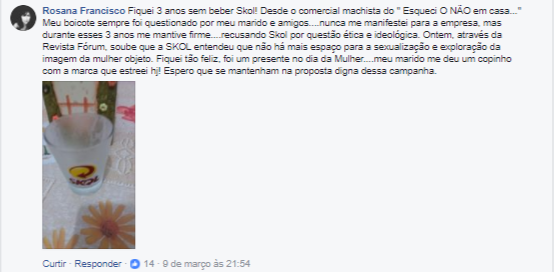 Rosana Francisco Fiquei 3 anos sem beber Skol! Desde o comercial machista do " Esqueci O NÃO em casa..."
Meu boicote sempre foi questionado por meu marido e amigos....nunca me manifestei para a empresa, mas
durante esses 3 anos me mantive firme....recusando Skol por questão ética e ideológica. Ontem, através da
Revista Fórum, soube que a SKOL entendeu que não há mais espaço para a sexualização e exploração da
imagem da mulher objeto. Fiquei tão feliz, foi um presente no dia da Mulher....meu marido me deu um copinho
com a marca que estreei hj! Espero que se mantenham na proposta digna dessa campanha.
SKOL
Curtir · Responder · 14 · 9 de março às 21:54